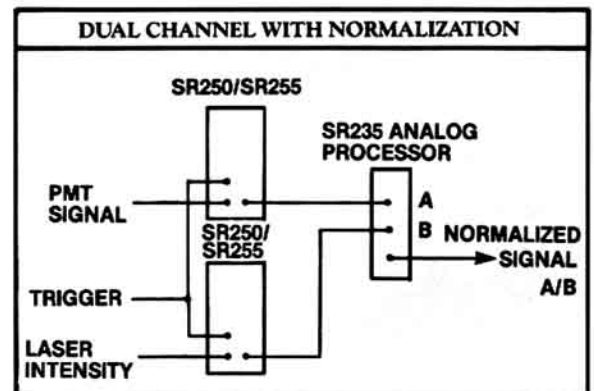 DUAL CHANNEL WITH NORMALIZATION
SR250/SR255
SR235 ANALOG
PROCESSOR
PMT
SIGNAL
A
B
NORMALIZED
SIGNAL
A/B
SR250/
SR255
TRIGGER
LASER
INTENSITY